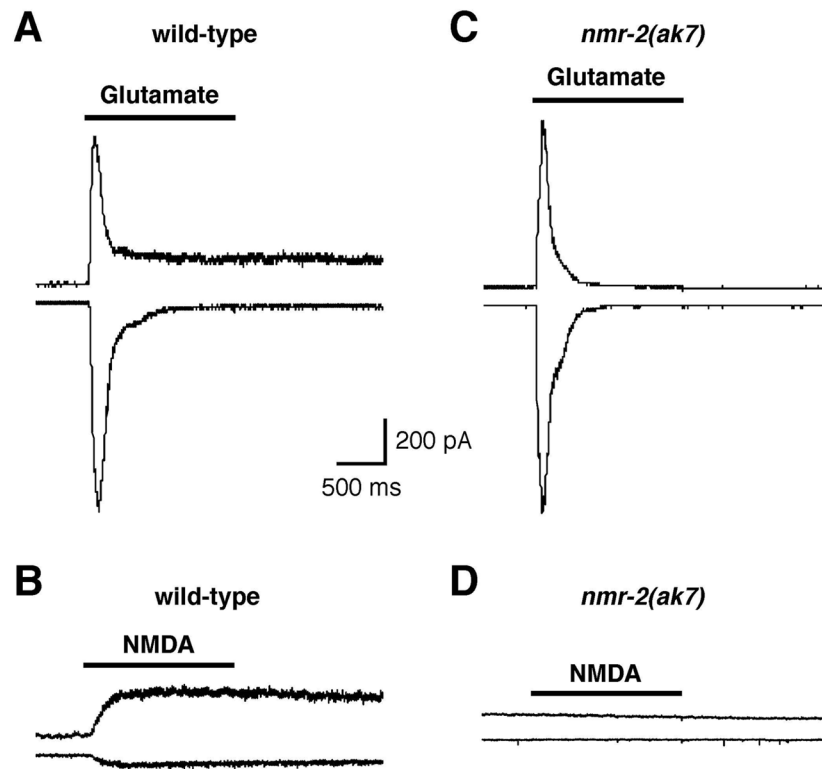 A
wild-type
Glutamate
C
nmr-2(ak7)
Glutamate
200 pA
500 ms
B
wild-type
NMDA
D
nmr-2(ak7)
NMDA